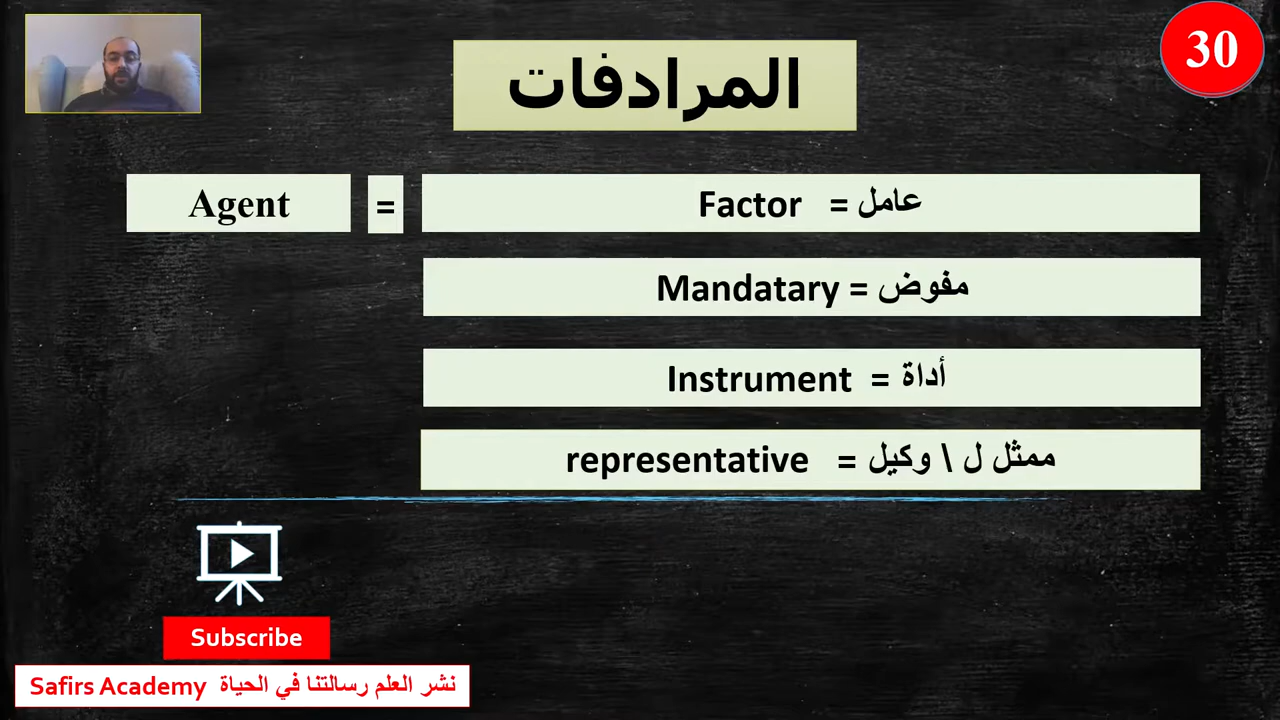 30
المرادفات
Agent = Factor = عامل
Mandatary = مفوض
Instrument = أداة
representative = ممثل ل \ وكيل
Subscribe
Safirs Academy نشر العلم رسالتنا في الحياة